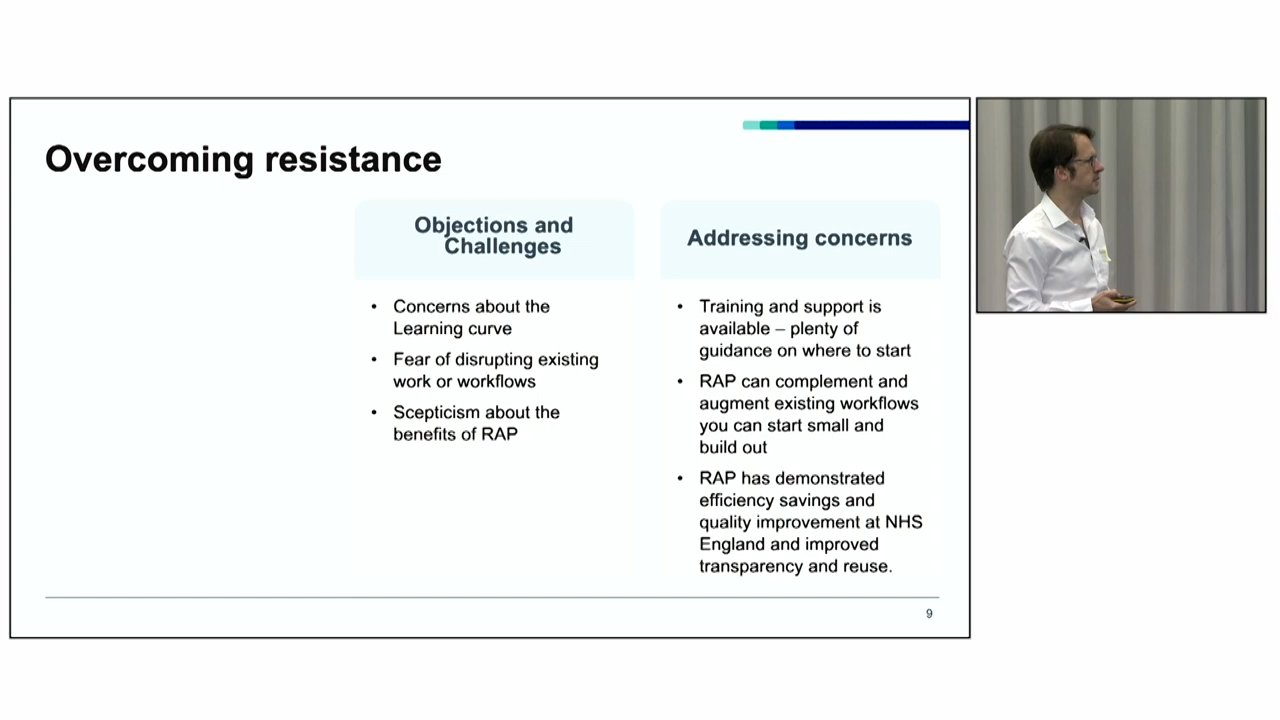 Overcoming resistance
Objections and
Challenges
• Concerns about the
Learning curve
• Fear of disrupting existing
work or workflows
• Scepticism about the
benefits of RAP
Addressing concerns
• Training and support is
available – plenty of
guidance on where to start
• RAP can complement and
augment existing workflows
you can start small and
build out
• RAP has demonstrated
efficiency savings and
quality improvement at NHS
England and improved
transparency and reuse.
9